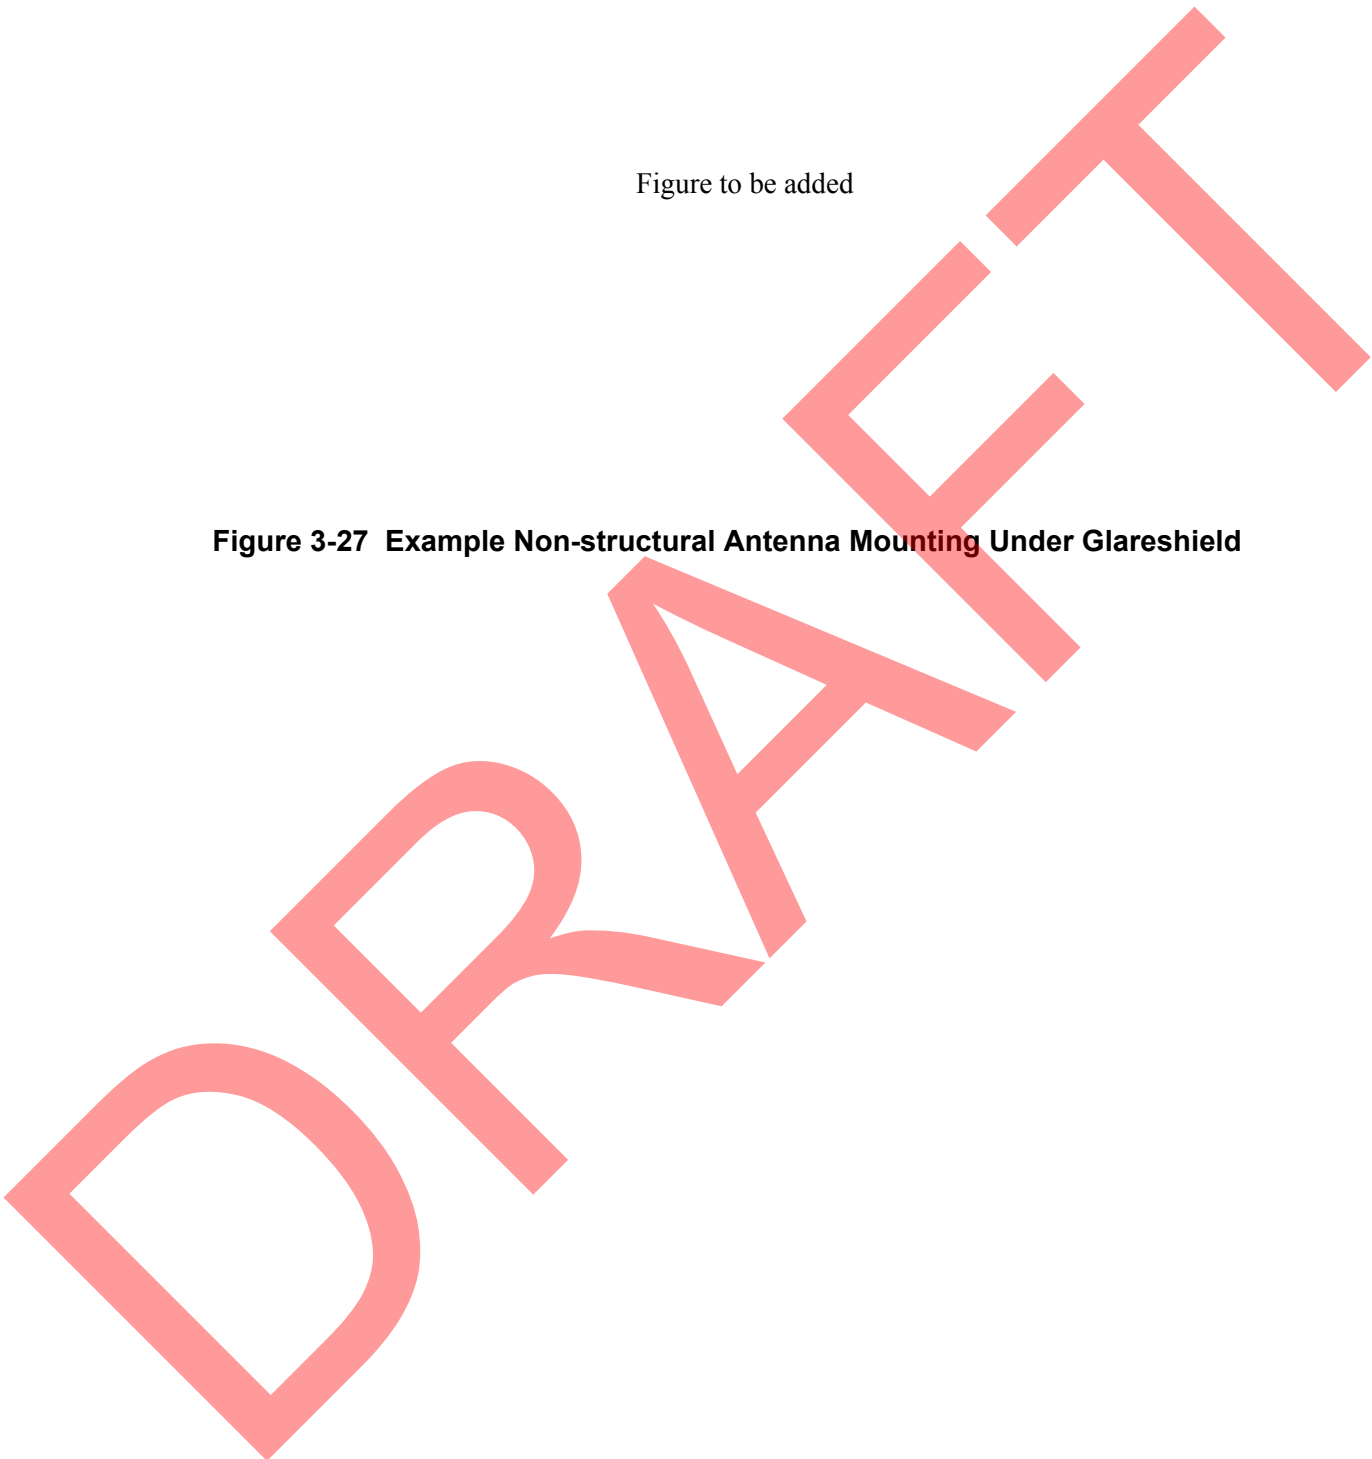 Figure to be added
Figure 3-27 Example Non-structural Antenna Mounting Under Glareshield
DRAFT